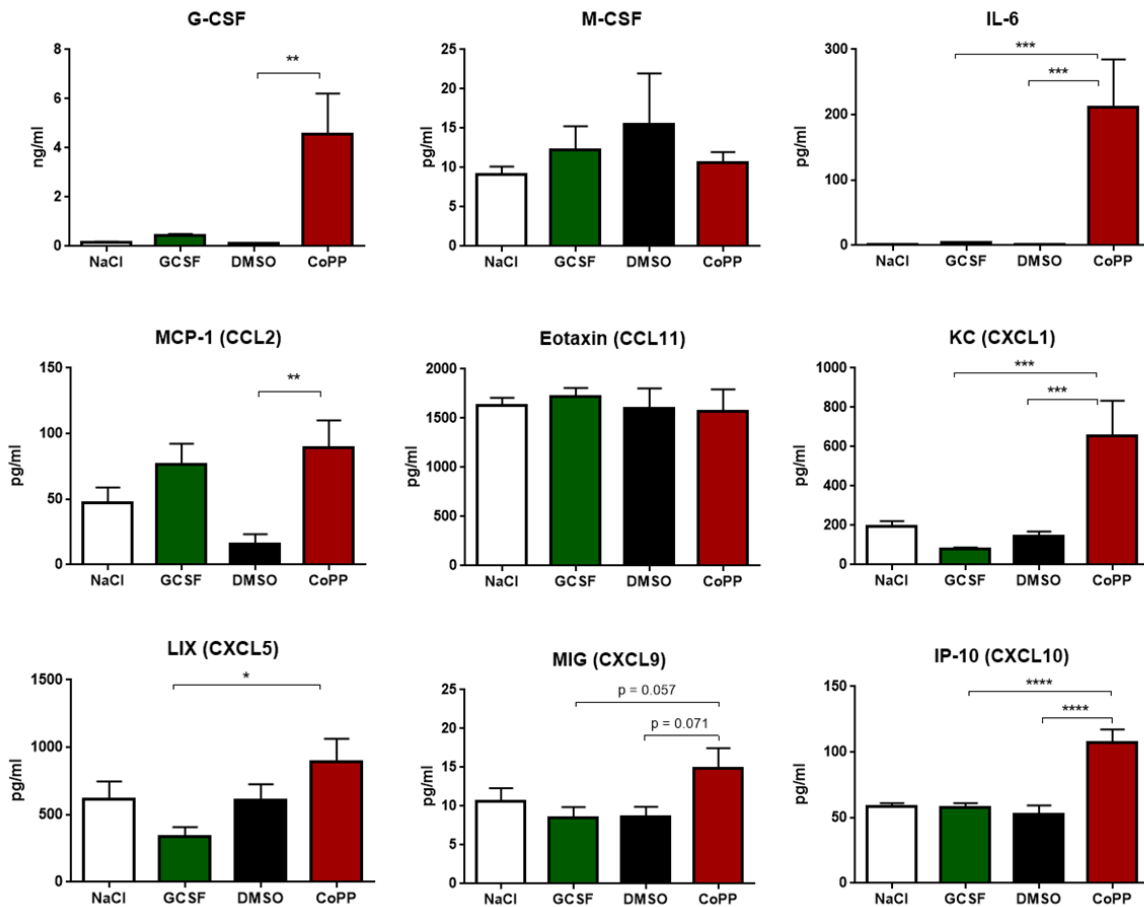 G-CSF
ng/ml
8
6
4
2
0
**
NaCl GCSF DMSO CoPP
M-CSF
pg/ml
25
20
15
10
5
0
NaCl GCSF DMSO CoPP
IL-6
pg/ml
300
200
100
0
***
***
NaCl GCSF DMSO CoPP
MCP-1 (CCL2)
pg/ml
150
100
50
0
**
NaCl GCSF DMSO CoPP
Eotaxin (CCL11)
pg/ml
2000
1500
1000
500
0
NaCl GCSF DMSO CoPP
KC (CXCL1)
pg/ml
1000
800
600
400
200
0
***
***
NaCl GCSF DMSO CoPP
LIX (CXCL5)
pg/ml
1500
1000
500
0
*
NaCl GCSF DMSO CoPP
MIG (CXCL9)
pg/ml
25
20
15
10
5
0
p = 0.057
p = 0.071
NaCl GCSF DMSO CoPP
IP-10 (CXCL10)
pg/ml
150
100
50
0
****
****
NaCl GCSF DMSO CoPP